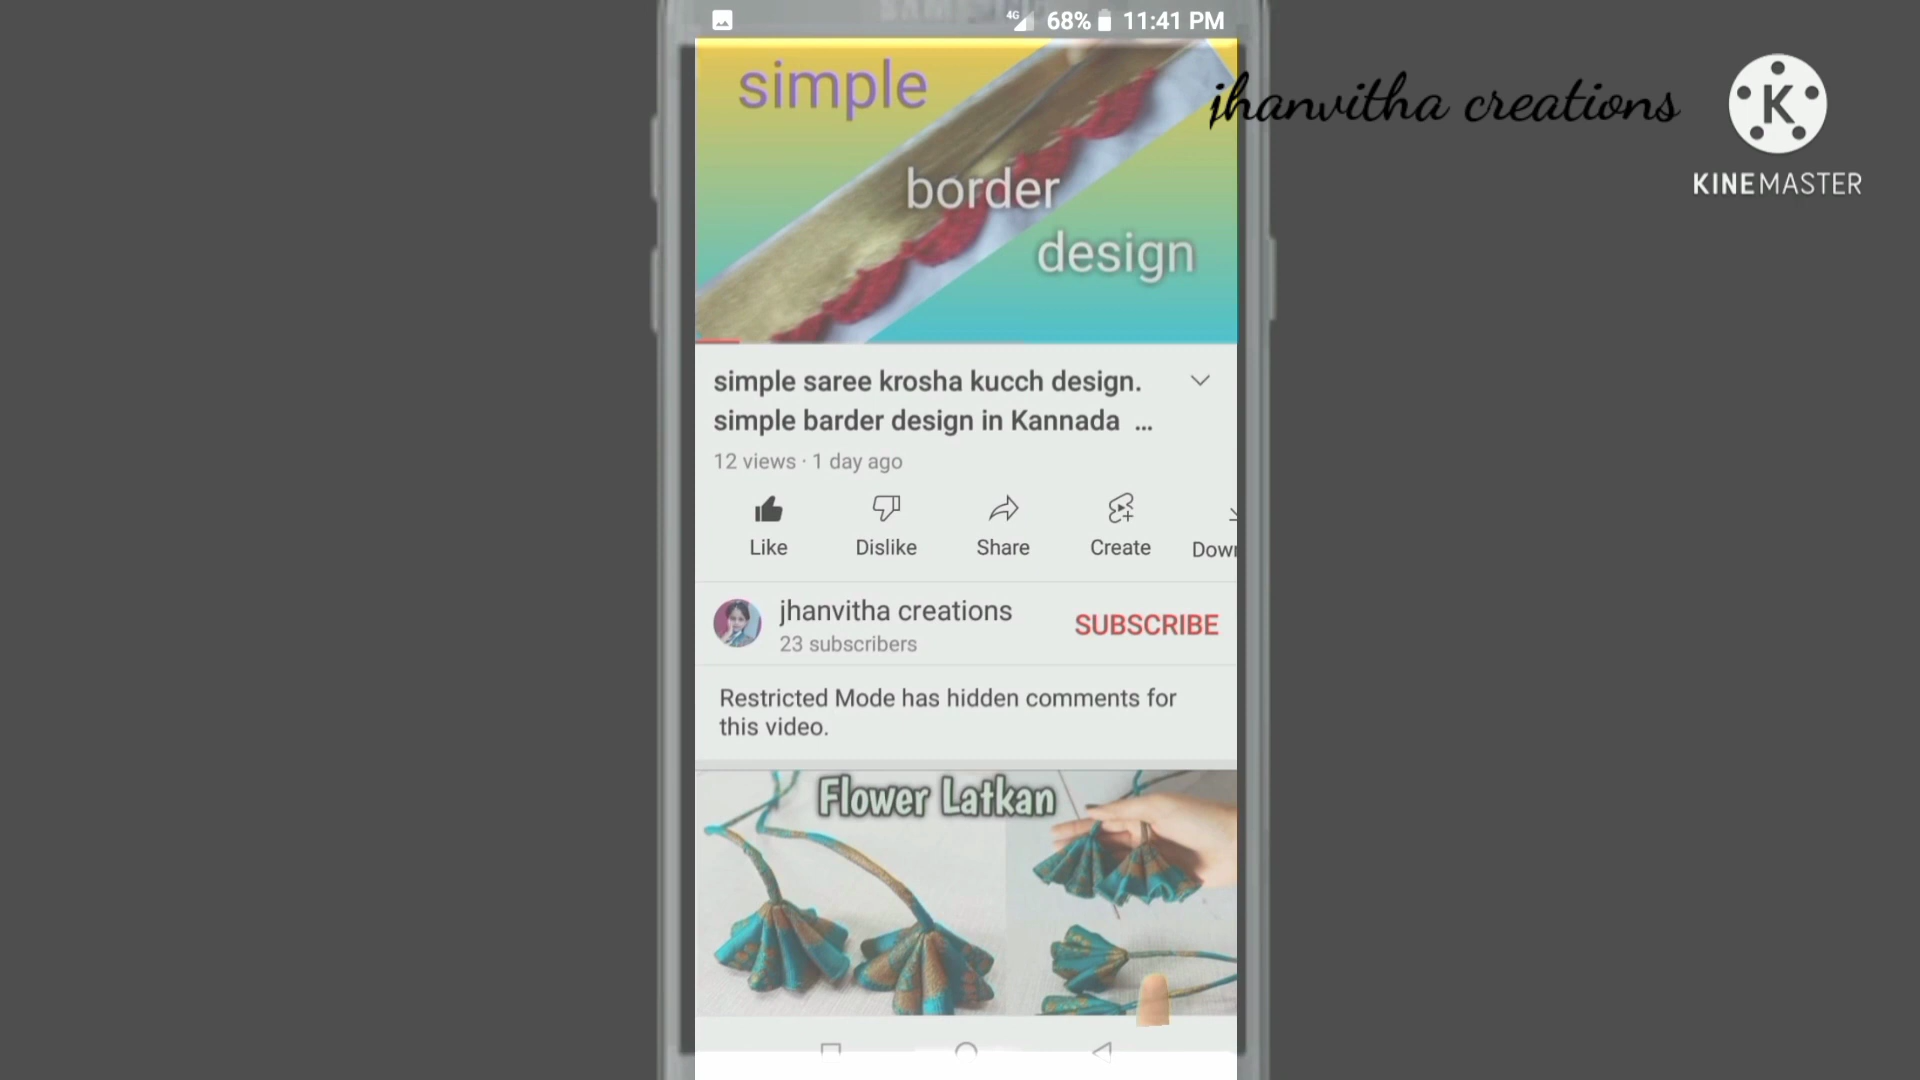 68% 11:41 PM
4G
simple
border
design
jhanvitha creations
K
KINEMASTER
simple saree krosha kucch design.
simple barder design in Kannada ...
12 views · 1 day ago
Like Dislike Share Create Down
jhanvitha creations
23 subscribers
SUBSCRIBE
Restricted Mode has hidden comments for
this video.
Flower Latkan